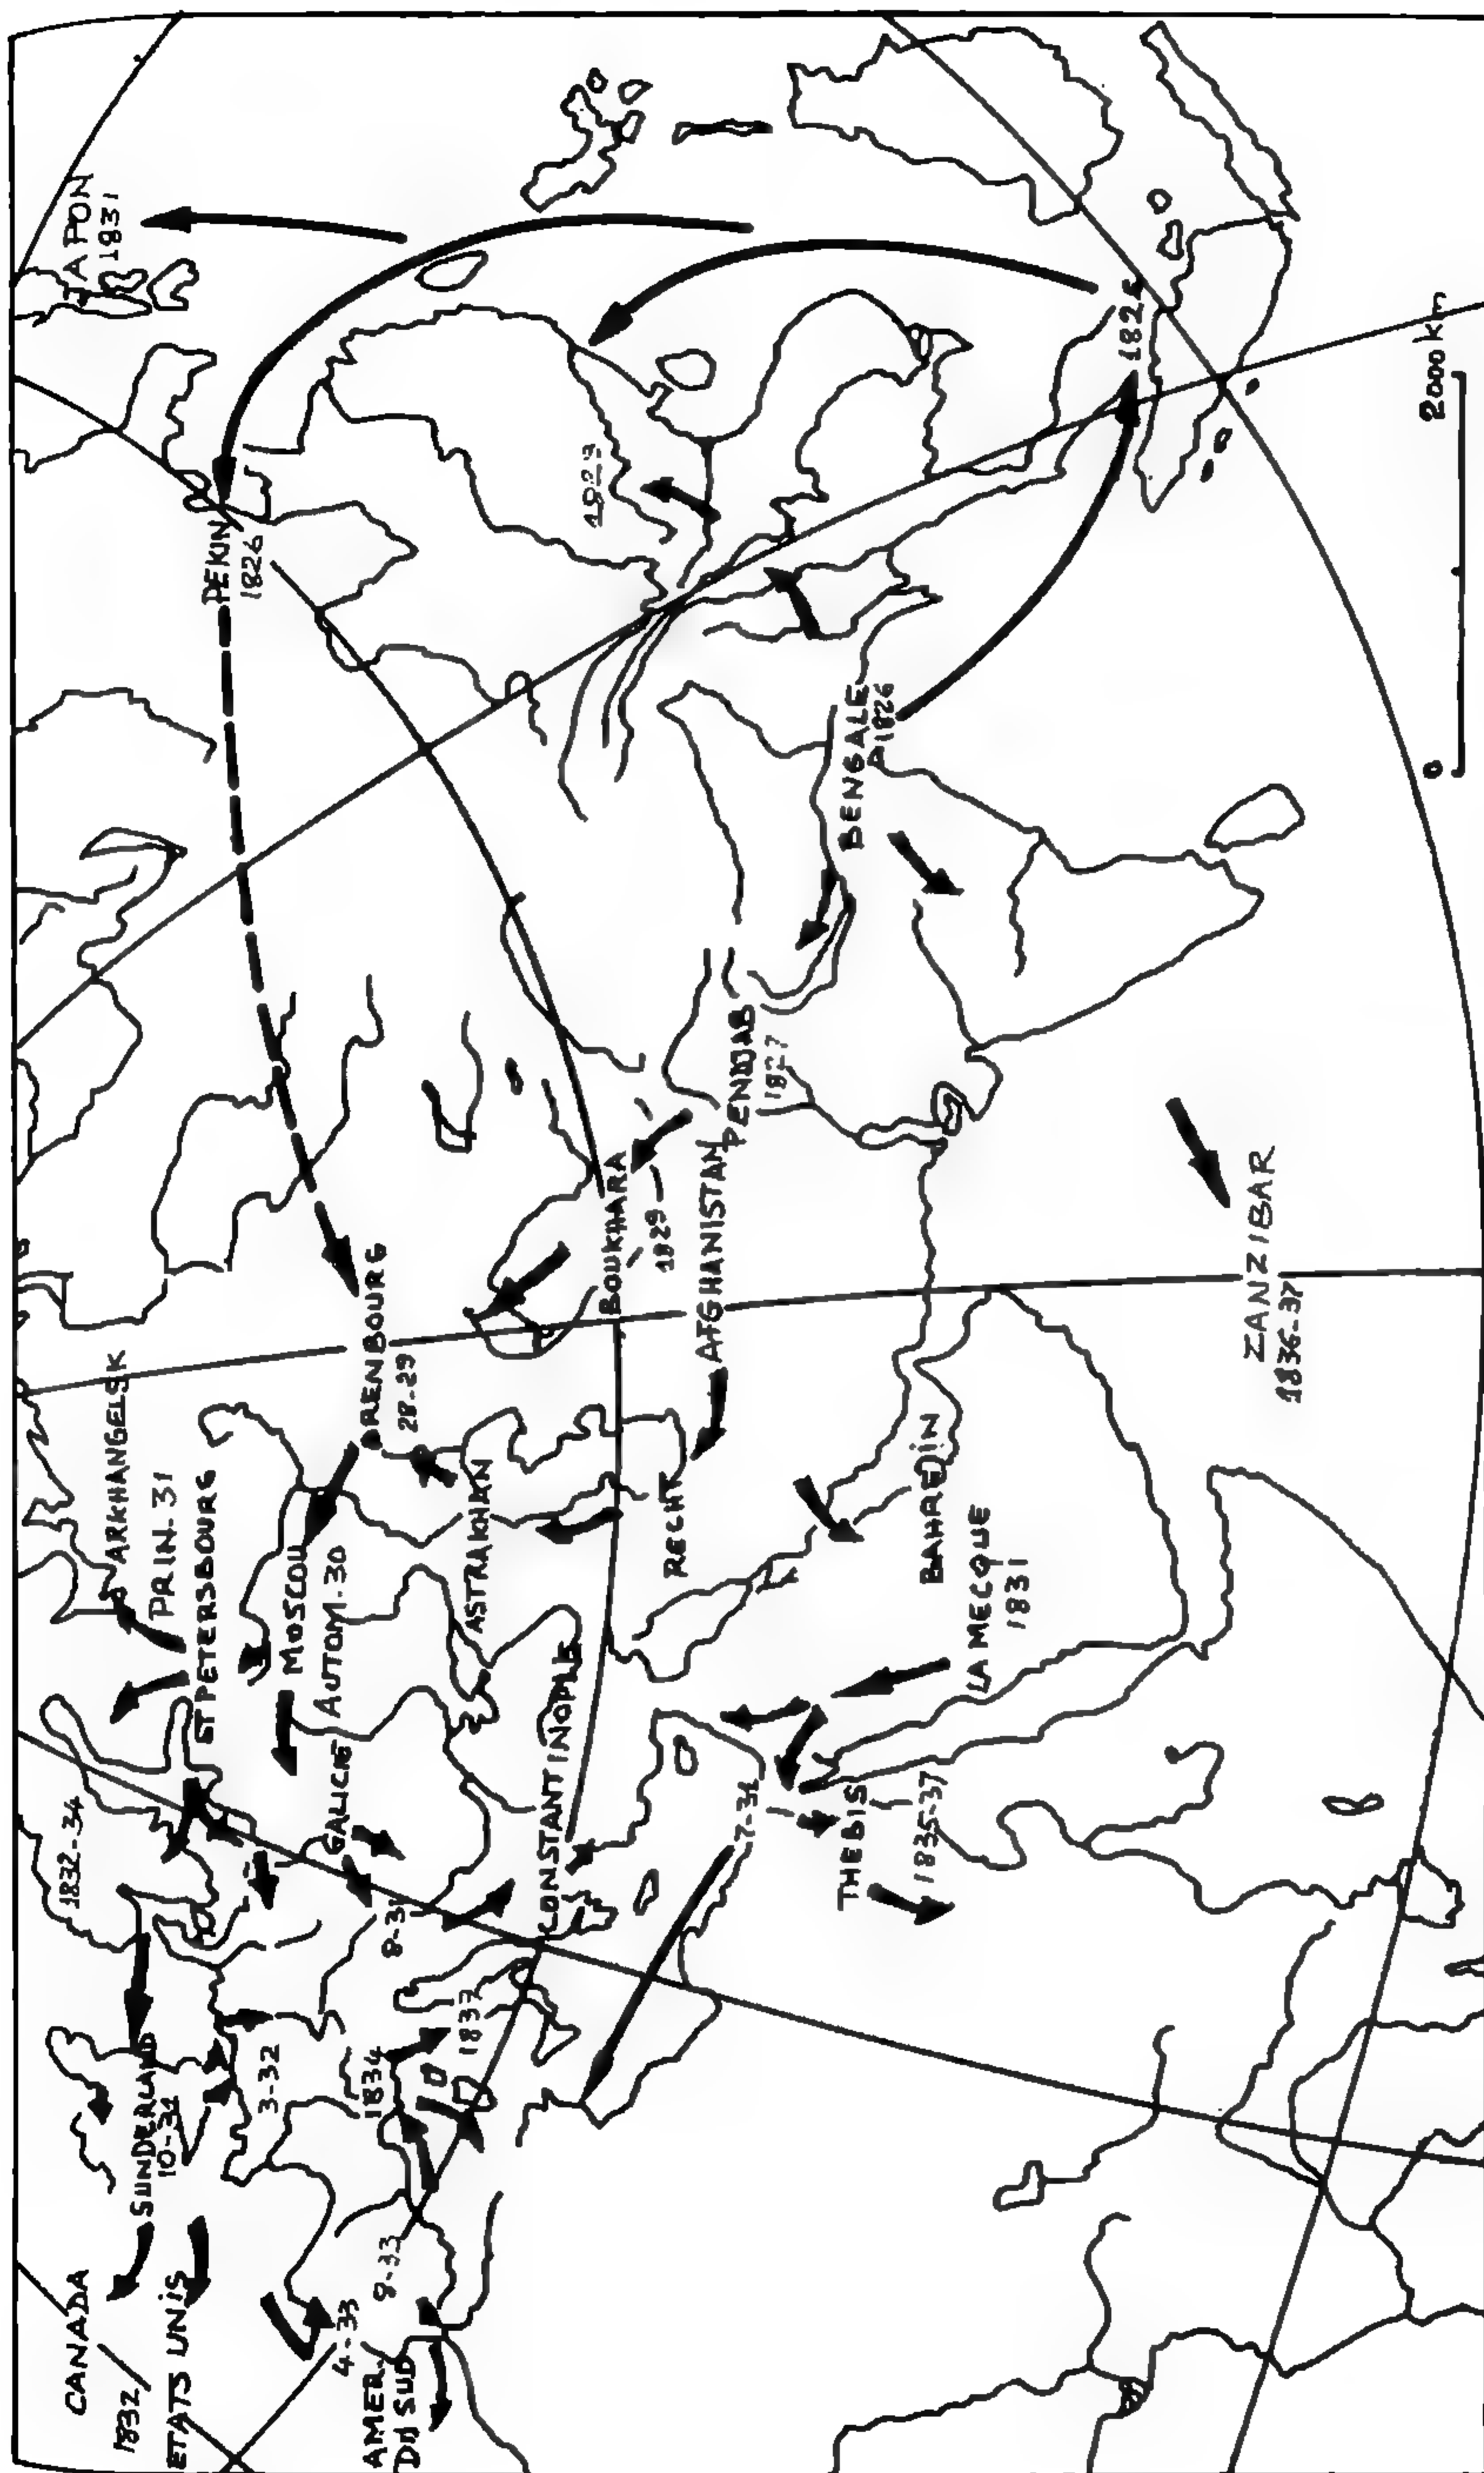 CANADA
1832
ETATS UNIS
SUNDERLAND
10-31
1832-34
ST PETERSBOURG
PRIN. 31
ARKHANGELSK
MOSCOU
AUTOM. 30
GALICIE
8-31
3-32
1834
1837
4-33
8-33
AMER.
DU SUD
CONSTANTINOPLE
ASTRAKHAN
ORENBOURG
28-29
RECHT
BOUKHARA
1829
AFGHANISTAN
PENDJAB
1827
BENGALE
1826
PEKIN
1826
JAPON
1831
BAHREIN
LA MECQUE
1831
7-31
THEBES
1835-37
ZANZIBAR
1836-37
0
2000 km